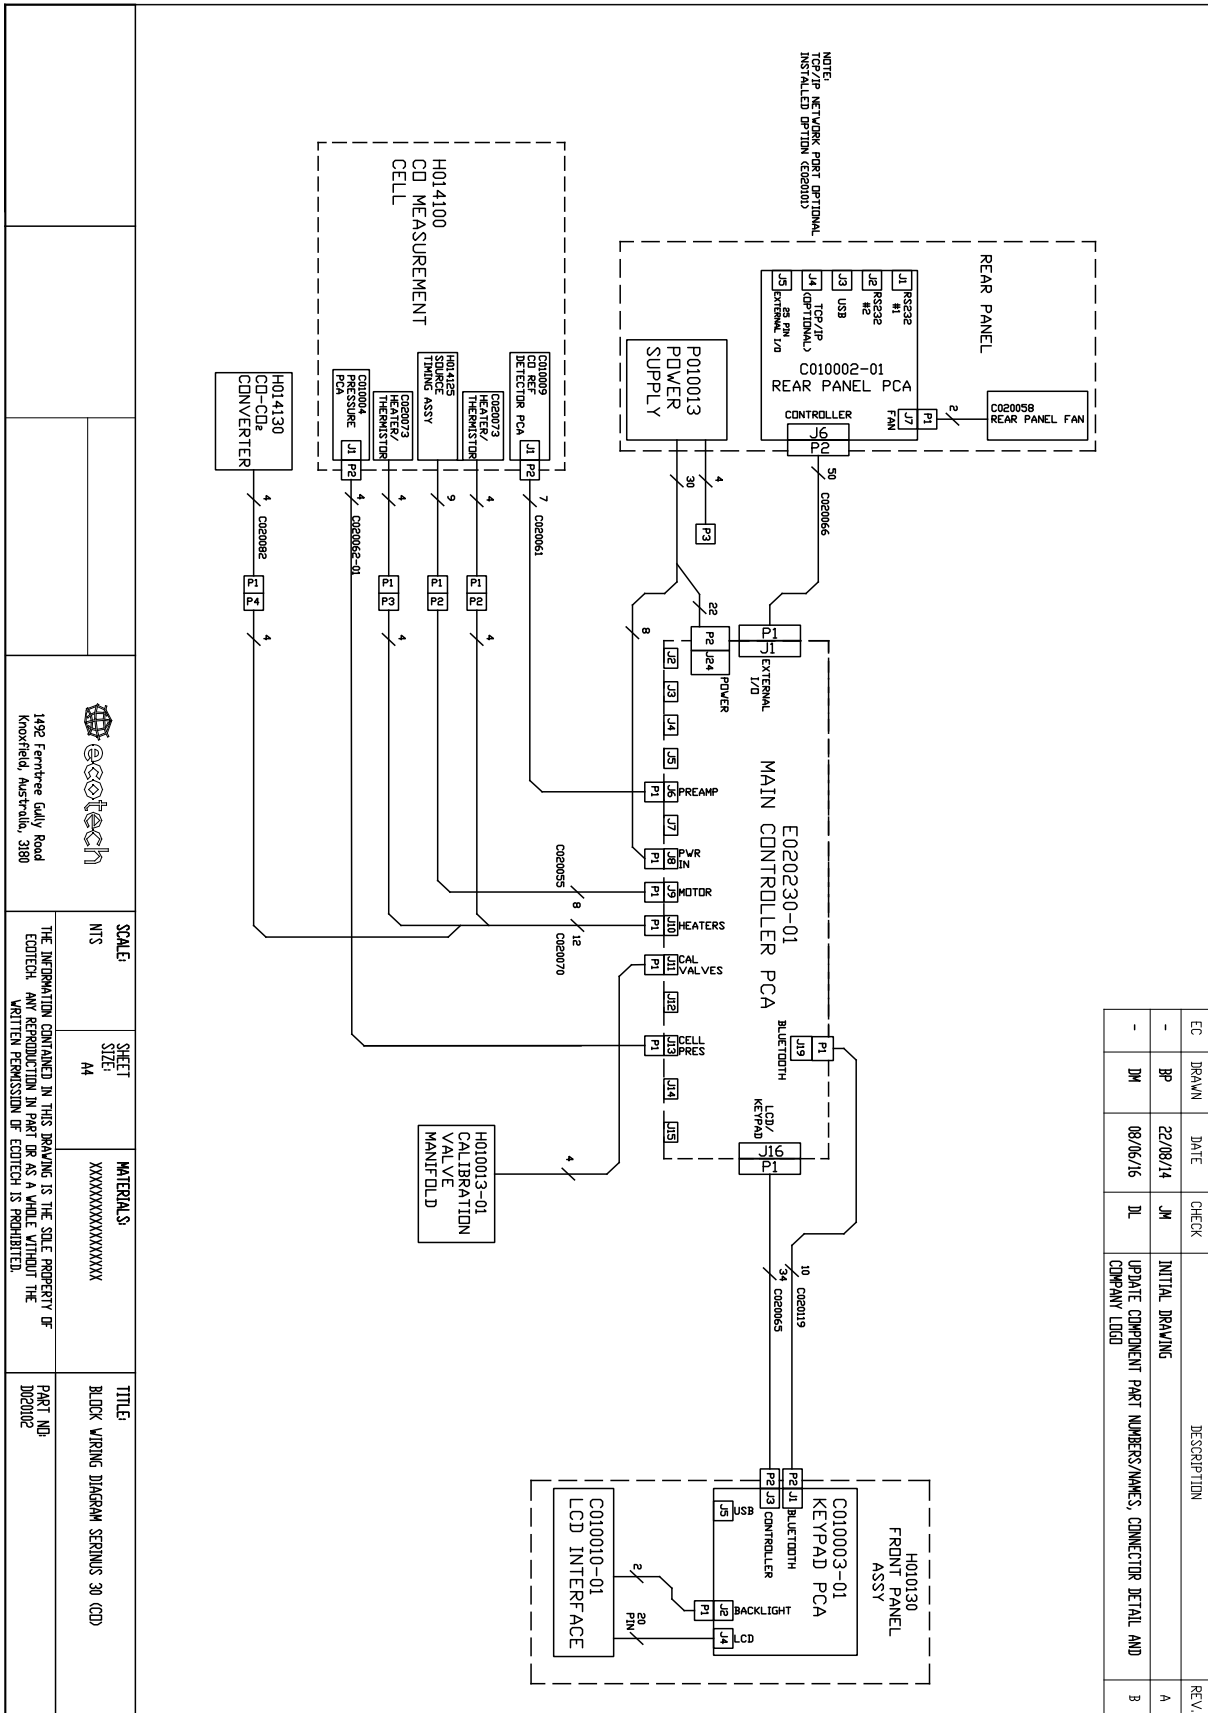 EC DRAWN DATE CHECK DESCRIPTION REV.
- BP 22/08/14 JM INITIAL DRAWING A
- DM 08/06/16 DL UPDATE COMPONENT PART NUMBERS/NAMES, CONNECTOR DETAIL AND
COMPANY LOGO
B
NOTE:
TCP/IP NETWORK PORT OPTIONAL
INSTALLED OPTION (E020101)
REAR PANEL
C020058
REAR PANEL FAN
2
P1
J7
FAN
J1
RS232
#1
J2
RS232
#2
J3
USB
J4
TCP/IP
(OPTIONAL)
J5
25 PIN
EXTERNAL I/O
C010002-01
REAR PANEL PCA
CONTROLLER
J6
P2
50
C020066
P010013
POWER
SUPPLY
4
P3
30
22
8
P1
J1
EXTERNAL
I/O
P2
J24
POWER
E020230-01
MAIN CONTROLLER PCA
J2
J3
J4
J5
P1
J6
PREAMP
J7
P1
J8
PWR
IN
P1
J9
MOTOR
P1
J10
HEATERS
P1
J11
CAL
VALVES
J12
P1
J13
CELL
PRES
J14
J15
BLUETOOTH
J19
P1
LCD/
KEYPAD
J16
P1
10
C020119
34
C020065
H014100
CO MEASUREMENT
CELL
C010009
CO REF
DETECTOR PCA
J1
P2
7
C020061
C020073
HEATER/
THERMISTOR
4
P1
P2
4
H014125
SOURCE
TIMING ASSY
9
P1
P2
C020055
8
C020073
HEATER/
THERMISTOR
4
P1
P3
4
12
C020070
C010004
PRESSURE
PCA
J1
P2
4
C020062-01
H014130
CO-CO₂
CONVERTER
4
C020082
P1
P4
4
H010013-01
CALIBRATION
VALVE
MANIFOLD
4
H010130
FRONT PANEL
ASSY
C010003-01
KEYPAD PCA
P2
J1
BLUETOOTH
P2
J3
CONTROLLER
J5
USB
P1
J2
BACKLIGHT
J4
LCD
2
20
PIN
C010010-01
LCD INTERFACE
ecotech
1492 Ferntree Gully Road
Knoxfield, Australia, 3180
SCALE:
NTS
SHEET
SIZE:
A4
MATERIALS:
XXXXXXXXXXXXXXXX
TITLE:
BLOCK WIRING DIAGRAM SERINUS 30 (CO)
THE INFORMATION CONTAINED IN THIS DRAWING IS THE SOLE PROPERTY OF
ECOTECH. ANY REPRODUCTION IN PART OR AS A WHOLE WITHOUT THE
WRITTEN PERMISSION OF ECOTECH IS PROHIBITED.
PART NO:
D020102